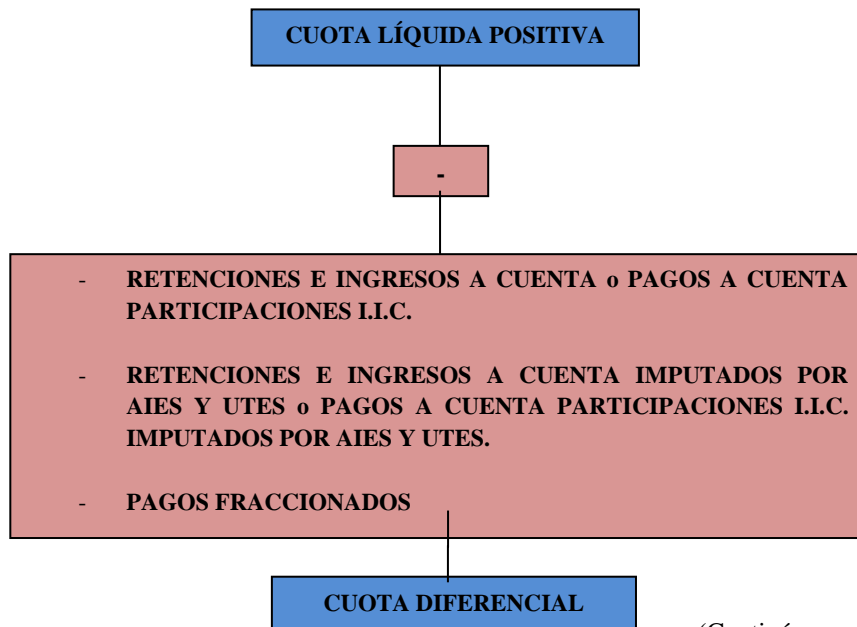 CUOTA LÍQUIDA POSITIVA
-
- RETENCIONES E INGRESOS A CUENTA o PAGOS A CUENTA
PARTICIPACIONES I.I.C.
- RETENCIONES E INGRESOS A CUENTA IMPUTADOS POR
AIES Y UTES o PAGOS A CUENTA PARTICIPACIONES I.I.C.
IMPUTADOS POR AIES Y UTES.
- PAGOS FRACCIONADOS
CUOTA DIFERENCIAL